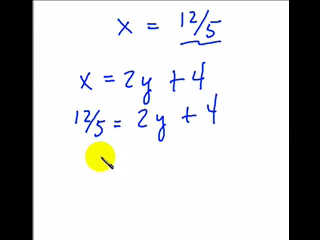 x = 12/5
x = 2y + 4
12/5 = 2y + 4